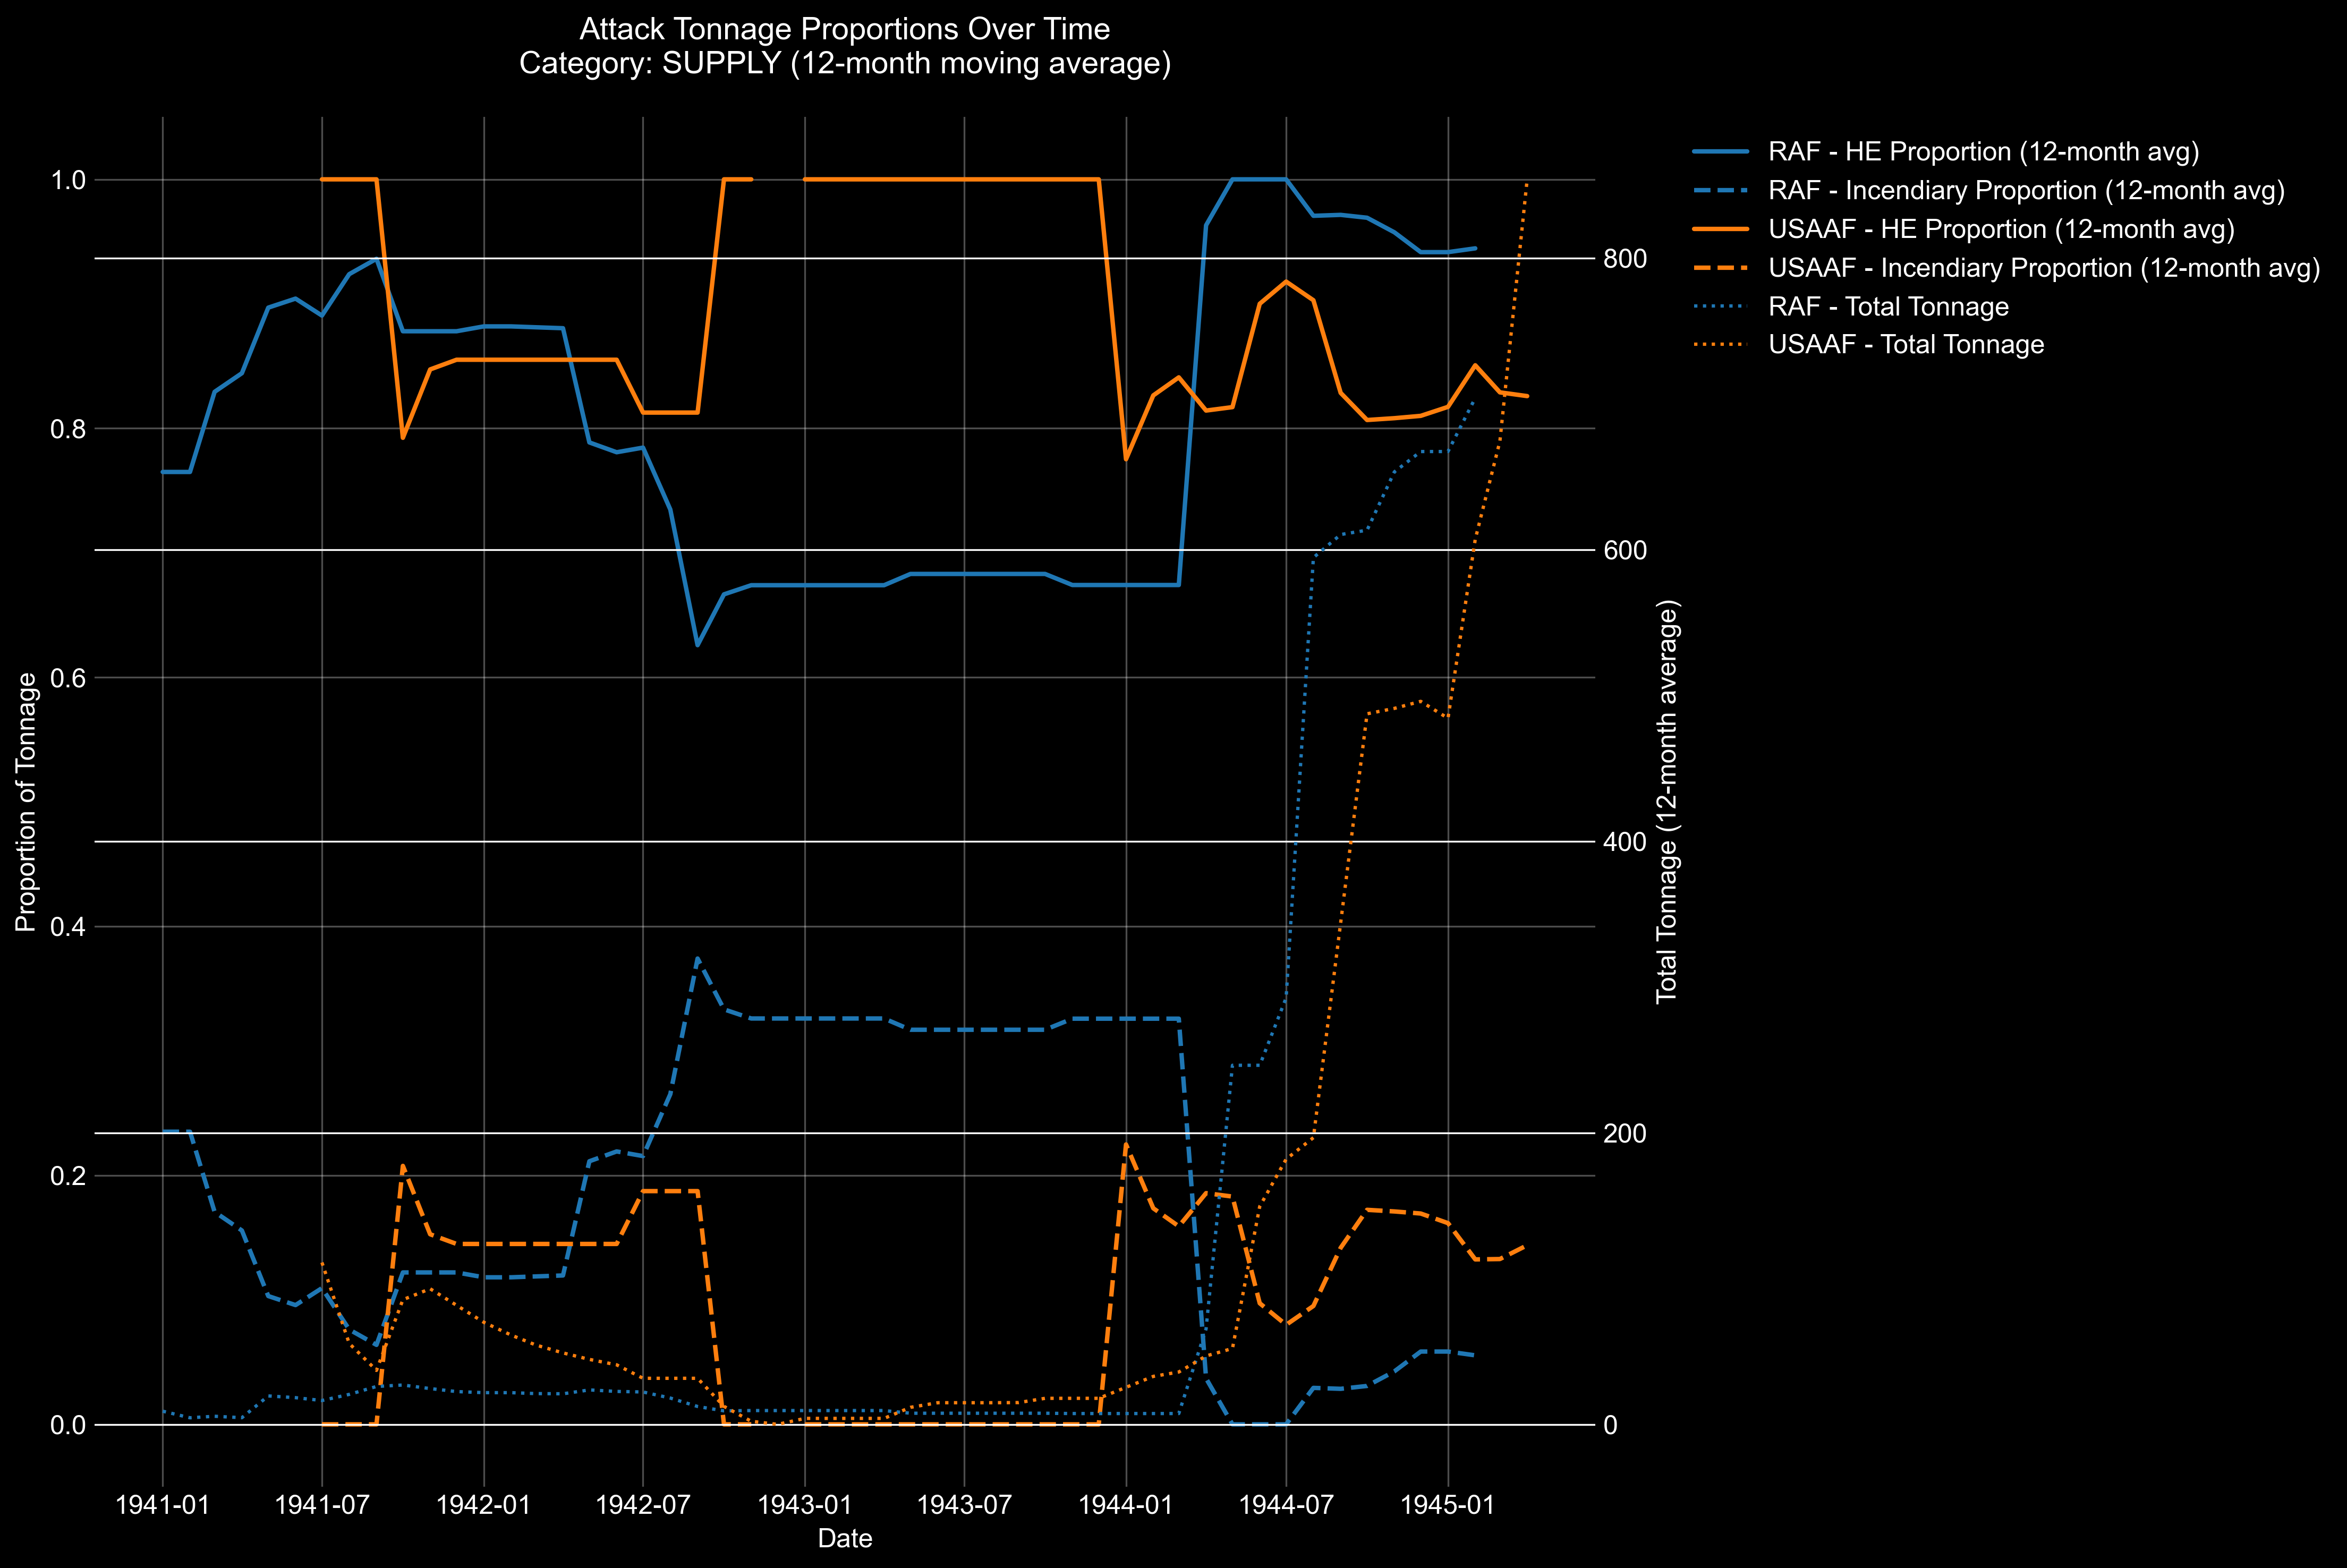 Attack Tonnage Proportions Over Time
Category: SUPPLY (12-month moving average)
RAF - HE Proportion (12-month avg)
RAF - Incendiary Proportion (12-month avg)
USAAF - HE Proportion (12-month avg)
USAAF - Incendiary Proportion (12-month avg)
RAF - Total Tonnage
USAAF - Total Tonnage
Proportion of Tonnage
1.0
0.8
0.6
0.4
0.2
0.0
800
600
400
200
0
Total Tonnage (12-month average)
1941-01
1941-07
1942-01
1942-07
1943-01
1943-07
1944-01
1944-07
1945-01
Date